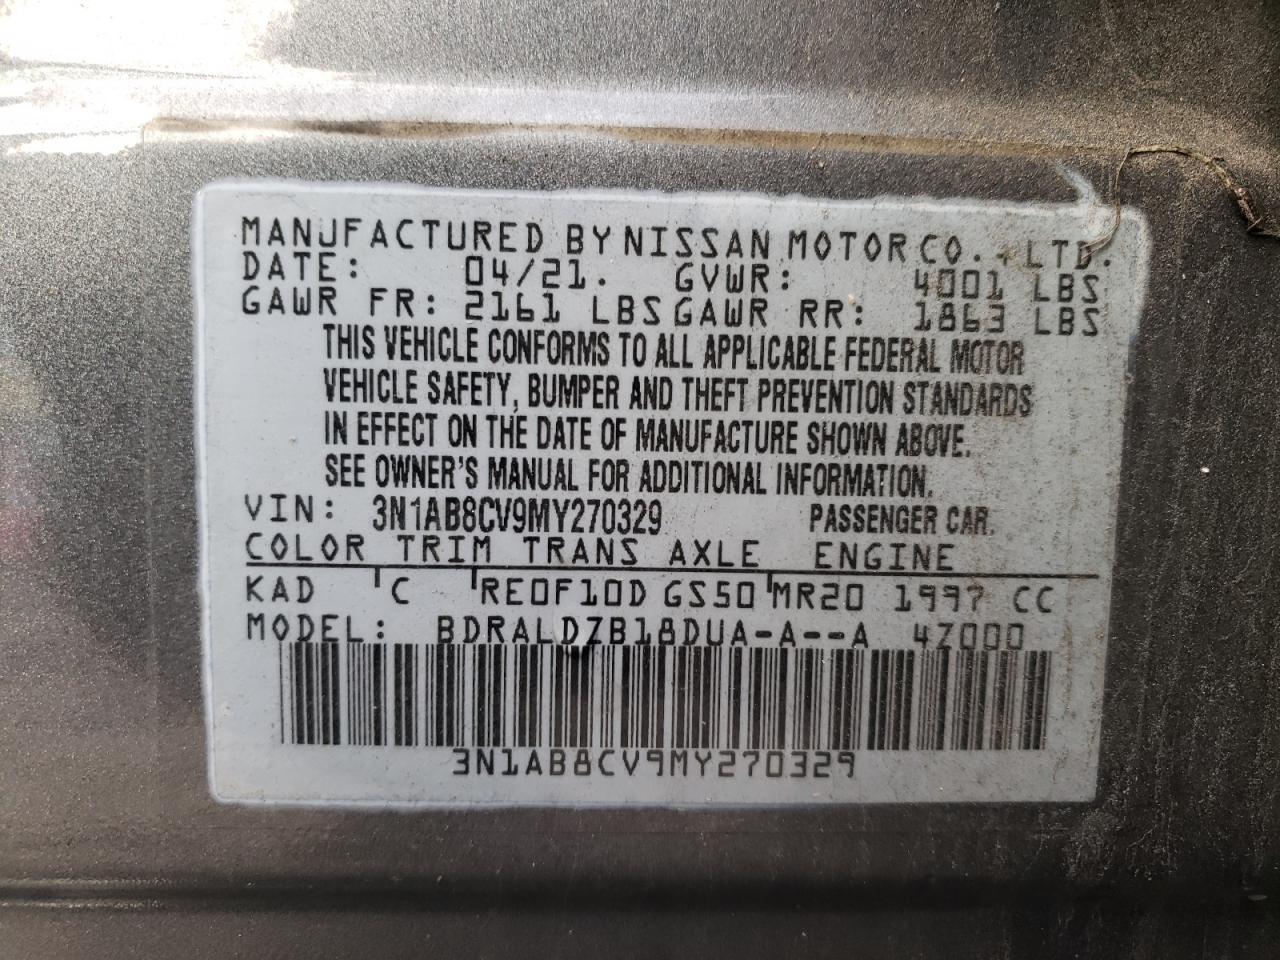 MANUFACTURED BY NISSAN MOTOR CO., LTD.
DATE: 04/21. GVWR: 4001 LBS
GAWR FR: 2161 LBS GAWR RR: 1863 LBS
THIS VEHICLE CONFORMS TO ALL APPLICABLE FEDERAL MOTOR
VEHICLE SAFETY, BUMPER AND THEFT PREVENTION STANDARDS
IN EFFECT ON THE DATE OF MANUFACTURE SHOWN ABOVE.
SEE OWNER'S MANUAL FOR ADDITIONAL INFORMATION.
VIN: 3N1AB8CV9MY270329 PASSENGER CAR.
COLOR TRIM TRANS AXLE ENGINE
KAD C RE0F10D GS50 MR20 1997 CC
MODEL: BDRALDZB18DUA-A--A 4Z000
3N1AB8CV9MY270329